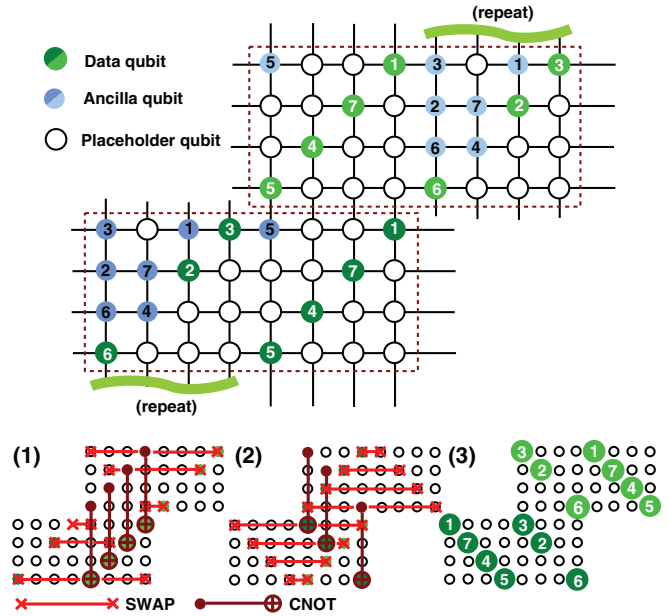 (repeat)
Data qubit
Ancilla qubit
Placeholder qubit
5 1 3 1 3
7 2 7 2
4 6 4
5 6
3 1 3 5 1
2 7 2 7
6 4 4
6 5
(repeat)
(1) (2) (3)
3 1
2 7
4
6 5
1 3
7 2
4
5 6
SWAP CNOT